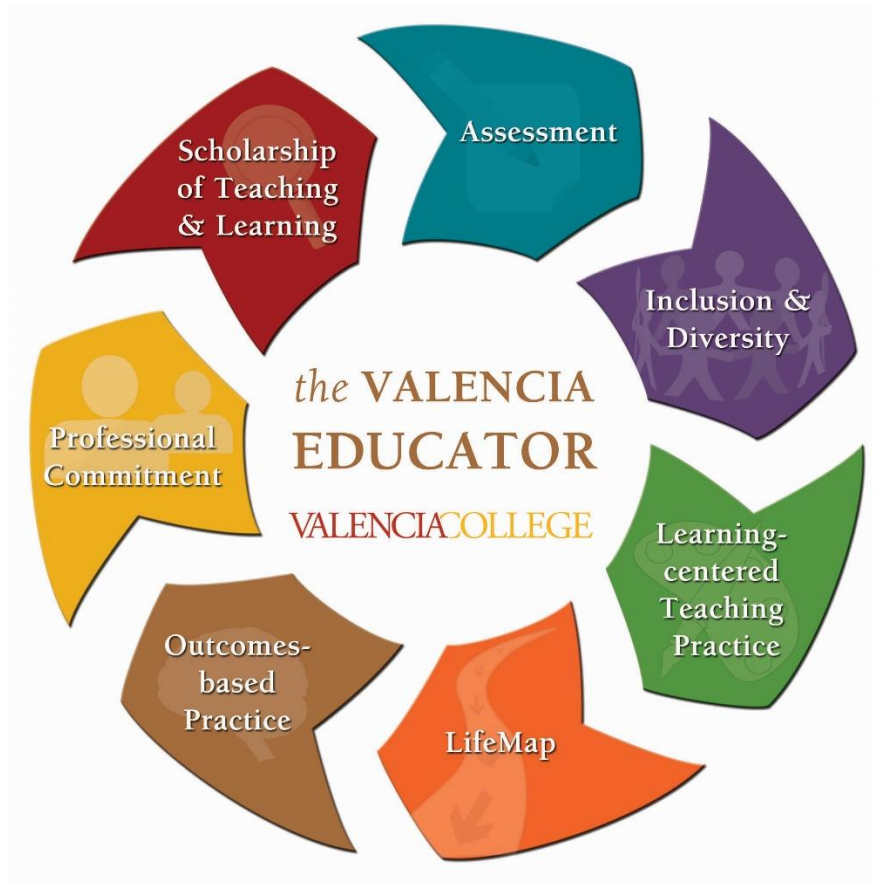 Assessment
Inclusion &
Diversity
Learning-
centered
Teaching
Practice
LifeMap
Outcomes-
based
Practice
Professional
Commitment
Scholarship
of Teaching
& Learning
the VALENCIA
EDUCATOR
VALENCIACOLLEGE